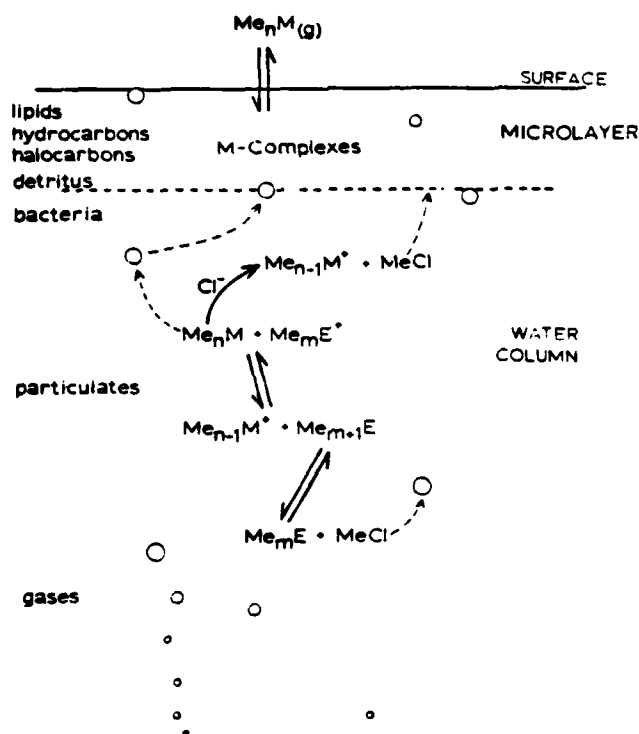 MeₙM(g)
SURFACE
lipids
hydrocarbons
halocarbons
MICROLAYER
M-Complexes
detritus
bacteria
Meₙ₋₁M⁺ + MeCl
Cl⁻
MeₙM + MeₘE⁺
WATER
COLUMN
particulates
Meₙ₋₁M⁺ + Meₘ₊₁E
MeₘE + MeCl
gases